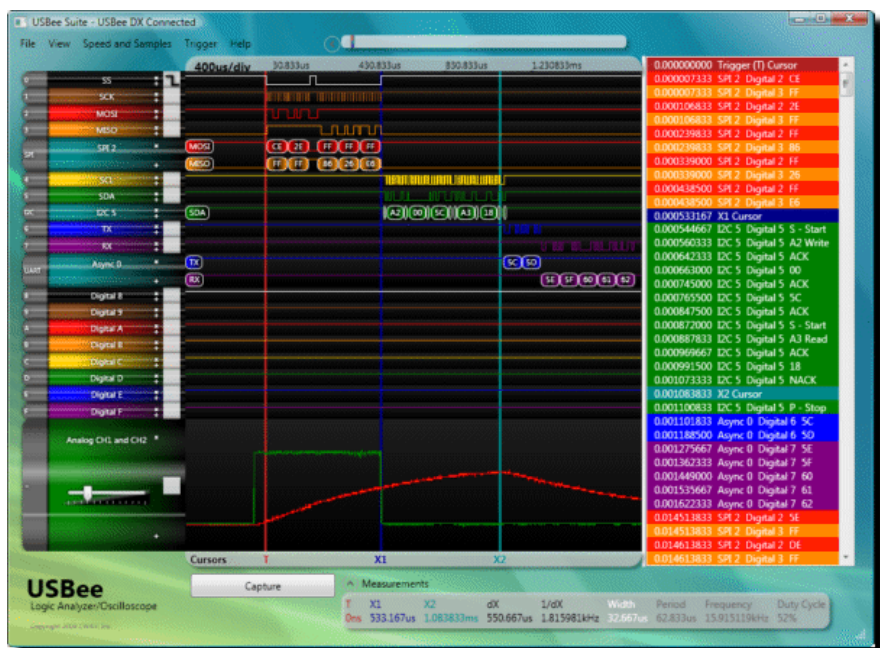 USBee Suite - USBee DX Connected
File View Speed and Samples Trigger Help
400us/div 30.833us 430.833us 830.833us 1.230833ms
0 SS
1 SCK
2 MOSI
3 MISO
SPI SPI 2 MOSI CE 2E FF FF FF
MISO FF FF 86 26 E6
4 SCL
5 SDA
I2C I2C 5 SDA A2 00 5C A3 18
6 TX
7 RX
UART Async 0 TX 5C 5D
RX 5E 5F 60 61 62
8 Digital 8
9 Digital 9
A Digital A
B Digital B
C Digital C
D Digital D
E Digital E
F Digital F
Analog CH1 and CH2
Cursors T X1 X2
0.000000000 Trigger (T) Cursor
0.000007333 SPI 2 Digital 2 CE
0.000007333 SPI 2 Digital 3 FF
0.000106833 SPI 2 Digital 2 2E
0.000106833 SPI 2 Digital 3 FF
0.000239833 SPI 2 Digital 2 FF
0.000239833 SPI 2 Digital 3 86
0.000339000 SPI 2 Digital 2 FF
0.000339000 SPI 2 Digital 3 26
0.000438500 SPI 2 Digital 2 FF
0.000438500 SPI 2 Digital 3 E6
0.000533167 X1 Cursor
0.000544667 I2C 5 Digital 5 S - Start
0.000560333 I2C 5 Digital 5 A2 Write
0.000642333 I2C 5 Digital 5 ACK
0.000663000 I2C 5 Digital 5 00
0.000745000 I2C 5 Digital 5 ACK
0.000765500 I2C 5 Digital 5 5C
0.000847500 I2C 5 Digital 5 ACK
0.000872000 I2C 5 Digital 5 S - Start
0.000887833 I2C 5 Digital 5 A3 Read
0.000969667 I2C 5 Digital 5 ACK
0.000991500 I2C 5 Digital 5 18
0.001073333 I2C 5 Digital 5 NACK
0.001083833 X2 Cursor
0.001100833 I2C 5 Digital 5 P - Stop
0.001101833 Async 0 Digital 6 5C
0.001188500 Async 0 Digital 6 5D
0.001275667 Async 0 Digital 7 5E
0.001362333 Async 0 Digital 7 5F
0.001449000 Async 0 Digital 7 60
0.001535667 Async 0 Digital 7 61
0.001622333 Async 0 Digital 7 62
0.014513833 SPI 2 Digital 2 5E
0.014513833 SPI 2 Digital 3 FF
0.014613833 SPI 2 Digital 2 DE
0.014613833 SPI 2 Digital 3 FF
USBee
Logic Analyzer/Oscilloscope
Capture
Measurements
T X1 X2 dX 1/dX Width Period Frequency Duty Cycle
0ns 533.167us 1.083833ms 550.667us 1.815981kHz 32.667us 62.833us 15.915119kHz 52%